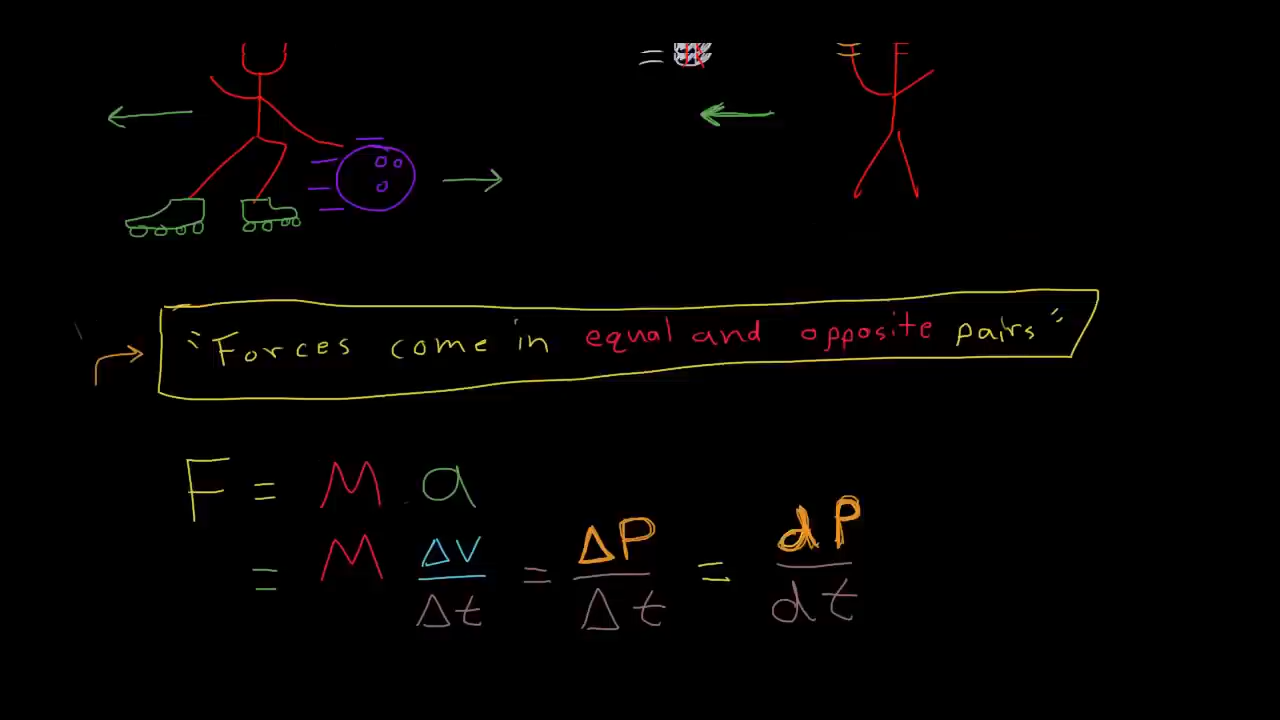 "Forces come in equal and opposite pairs"
F = M . a
= M ΔV/Δt = ΔP/Δt = dP/dt